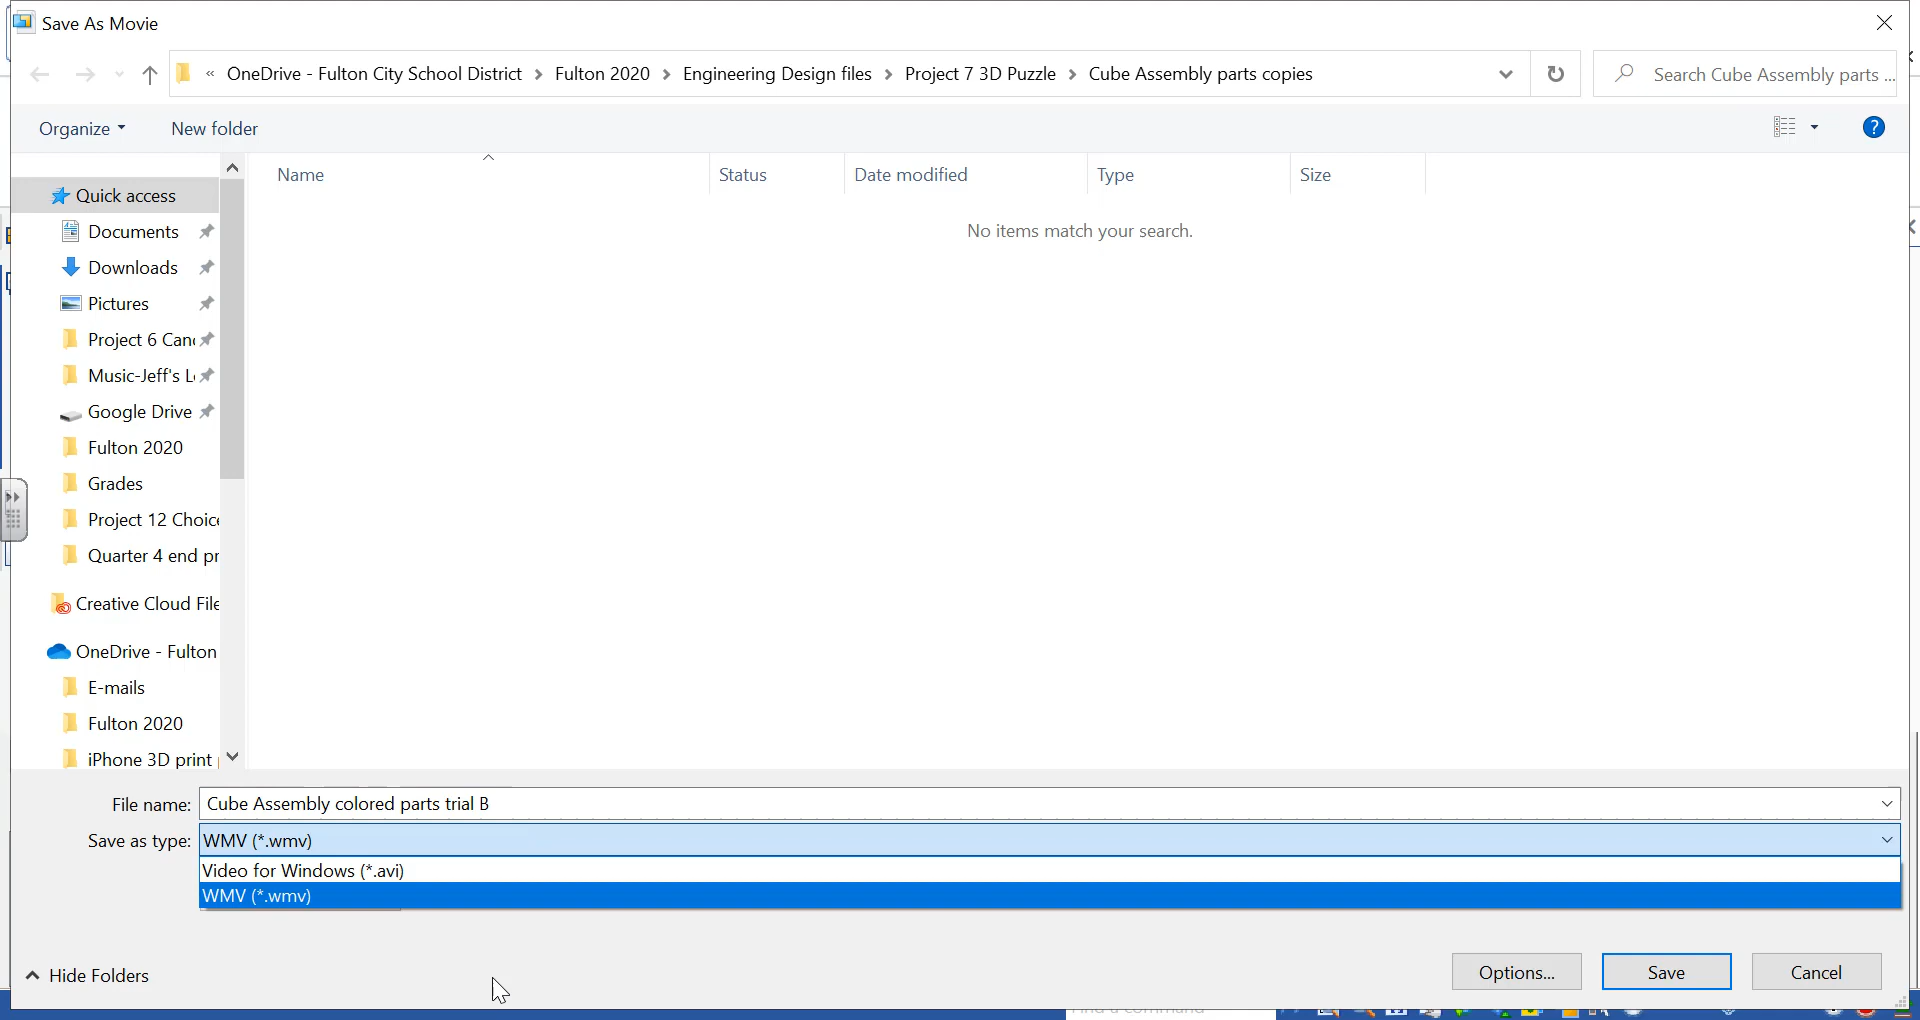 Save As Movie
« OneDrive - Fulton City School District > Fulton 2020 > Engineering Design files > Project 7 3D Puzzle > Cube Assembly parts copies
Search Cube Assembly parts ...
Organize New folder
Name Status Date modified Type Size
No items match your search.
Quick access
Documents
Downloads
Pictures
Project 6 Can
Music-Jeff's L
Google Drive
Fulton 2020
Grades
Project 12 Choice
Quarter 4 end pr
Creative Cloud File
OneDrive - Fulton
E-mails
Fulton 2020
iPhone 3D print
File name: Cube Assembly colored parts trial B
Save as type: WMV (*.wmv)
Video for Windows (*.avi)
WMV (*.wmv)
Hide Folders
Options... Save Cancel